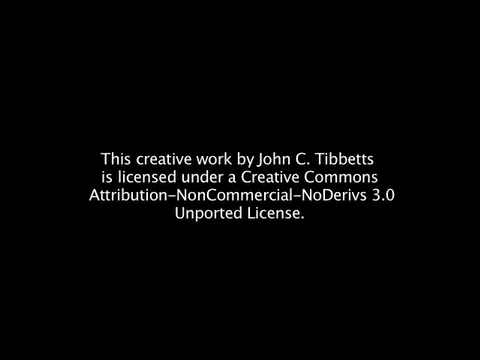 This creative work by John C. Tibbetts
is licensed under a Creative Commons
Attribution-NonCommercial-NoDerivs 3.0
Unported License.